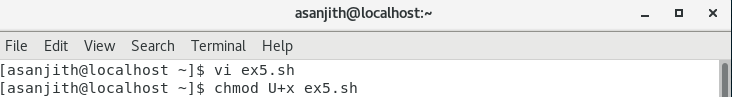 asanjith@localhost:~
File Edit View Search Terminal Help
[asanjith@localhost ~]$ vi ex5.sh
[asanjith@localhost ~]$ chmod U+x ex5.sh